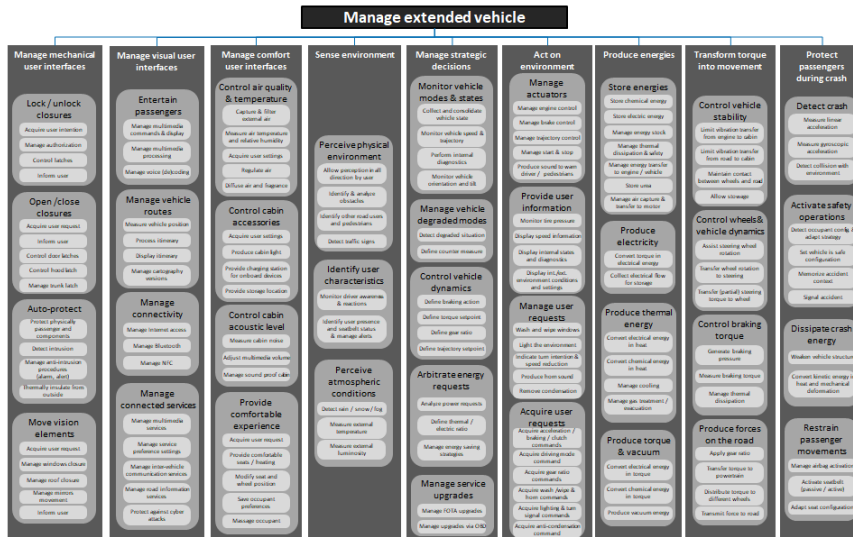 Manage extended vehicle
Manage mechanical
user interfaces
Lock / unlock
closures
Acquire user intention
Manage authorization
Control latches
Inform user
Open /close
closures
Acquire user request
Inform user
Control door latches
Control hood latch
Manage trunk latch
Auto-protect
Protect physically
passenger and
components
Detect intrusion
Manage anti-intrusion
procedures
(alarm, alert)
Thermally insulate from
outside
Move vision
elements
Acquire user request
Manage windows closure
Manage roof closure
Manage mirrors
movement
Inform user
Manage visual user
interfaces
Entertain
passengers
Manage multimedia
commands & display
Manage multimedia
processing
Manage voice (de)coding
Manage vehicle
routes
Measure vehicle position
Process itinerary
Display itinerary
Manage cartography
versions
Manage
connectivity
Manage Internet access
Manage Bluetooth
Manage NFC
Manage
connected services
Manage multimedia
services
Manage service
preference settings
Manage inter-vehicle
communication services
Manage road information
services
Protect against cyber
attacks
Manage comfort
user interfaces
Control air quality
& temperature
Capture & filter
external air
Measure air temperature
and relative humidity
Acquire user settings
Regulate air
Diffuse air and fragrance
Control cabin
accessories
Acquire user settings
Produce cabin light
Provide charging station
for onboard devices
Provide storage location
Control cabin
acoustic level
Measure cabin noise
Adjust multimedia volume
Manage sound proof cabin
Provide comfortable
experience
Acquire user request
Provide comfortable
seats / heating
Modify seat and
wheel position
Save occupant
preferences
Massage occupant
Sense environment
Perceive physical
environment
Allow perception in all
direction by user
Identify & analyze
obstacles
Identify other road users
and pedestrians
Detect traffic signs
Identify user
characteristics
Monitor driver awareness
& reactions
Identify user presence
and seatbelt status
& manage alerts
Perceive
atmospheric
conditions
Detect rain / snow / fog
Measure external
temperature
Measure external
luminosity
Manage strategic
decisions
Monitor vehicle
modes & states
Collect and consolidate
vehicle state
Monitor vehicle speed &
trajectory
Perform internal
diagnostics
Monitor vehicle
orientation and tilt
Manage vehicle
degraded modes
Detect degraded situation
Define counter measure
Control vehicle
dynamics
Define braking action
Define torque setpoint
Define gear ratio
Define trajectory setpoint
Arbitrate energy
requests
Analyze power requests
Define thermal /
electric ratio
Manage energy saving
strategies
Manage service
upgrades
Manage FOTA upgrades
Manage upgrades via OBD
Act on
environment
Manage
actuators
Manage engine control
Manage brake control
Manage trajectory control
Manage start & stop
Produce sound to warn
driver / pedestrians
Provide user
information
Monitor tire pressure
Display speed information
Display internal states
and diagnostics
Display int./ext.
environment conditions
and settings
Manage user
requests
Wash and wipe windows
Light the environment
Indicate turn intention &
speed reduction
Produce horn sound
Remove condensation
Acquire user
requests
Acquire acceleration /
braking / clutch commands
Acquire driving mode
command
Acquire gear ratio
commands
Acquire wash /wipe &
horn commands
Acquire lighting & turn
signal commands
Acquire anti-condensation
command
Produce energies
Store energies
Store chemical energy
Store electric energy
Manage energy stock
Manage thermal
dissipation & safety
Manage energy transfer
to engine / vehicle
Store urea
Manage air capture &
transfer to motor
Produce
electricity
Convert torque in
electrical energy
Collect electrical flow
for storage
Produce thermal
energy
Convert electrical energy
in heat
Convert chemical energy
in heat
Manage cooling
Manage gas treatment /
evacuation
Produce torque
& vacuum
Convert electrical energy
in torque
Convert chemical energy
in torque
Produce vacuum energy
Transform torque
into movement
Control vehicle
stability
Limit vibration transfer
from engine to cabin
Limit vibration transfer
from road to cabin
Maintain contact
between wheels and road
Allow stowage
Control wheels &
vehicle dynamics
Assist steering wheel
rotation
Transfer wheel rotation
to steering
Transfer (partial) steering
torque to wheel
Control braking
torque
Generate braking
pressure
Measure braking torque
Manage thermal
dissipation
Produce forces on
the road
Apply gear ratio
Transfer torque to
powertrain
Distribute torque to
different wheels
Transmit force to road
Protect
passengers
during crash
Detect crash
Measure linear
acceleration
Measure gyroscopic
acceleration
Detect collision with
environment
Activate safety
operations
Detect occupant config. &
adapt strategy
Set vehicle is
safe configuration
Memorize accident
context
Signal accident
Dissipate crash
energy
Weaken vehicle structure
Convert kinetic energy in
heat and mechanical
deformation
Restrain
passenger
movements
Manage airbag activation
Activate seatbelt
(passive / active)
Adapt seat configuration